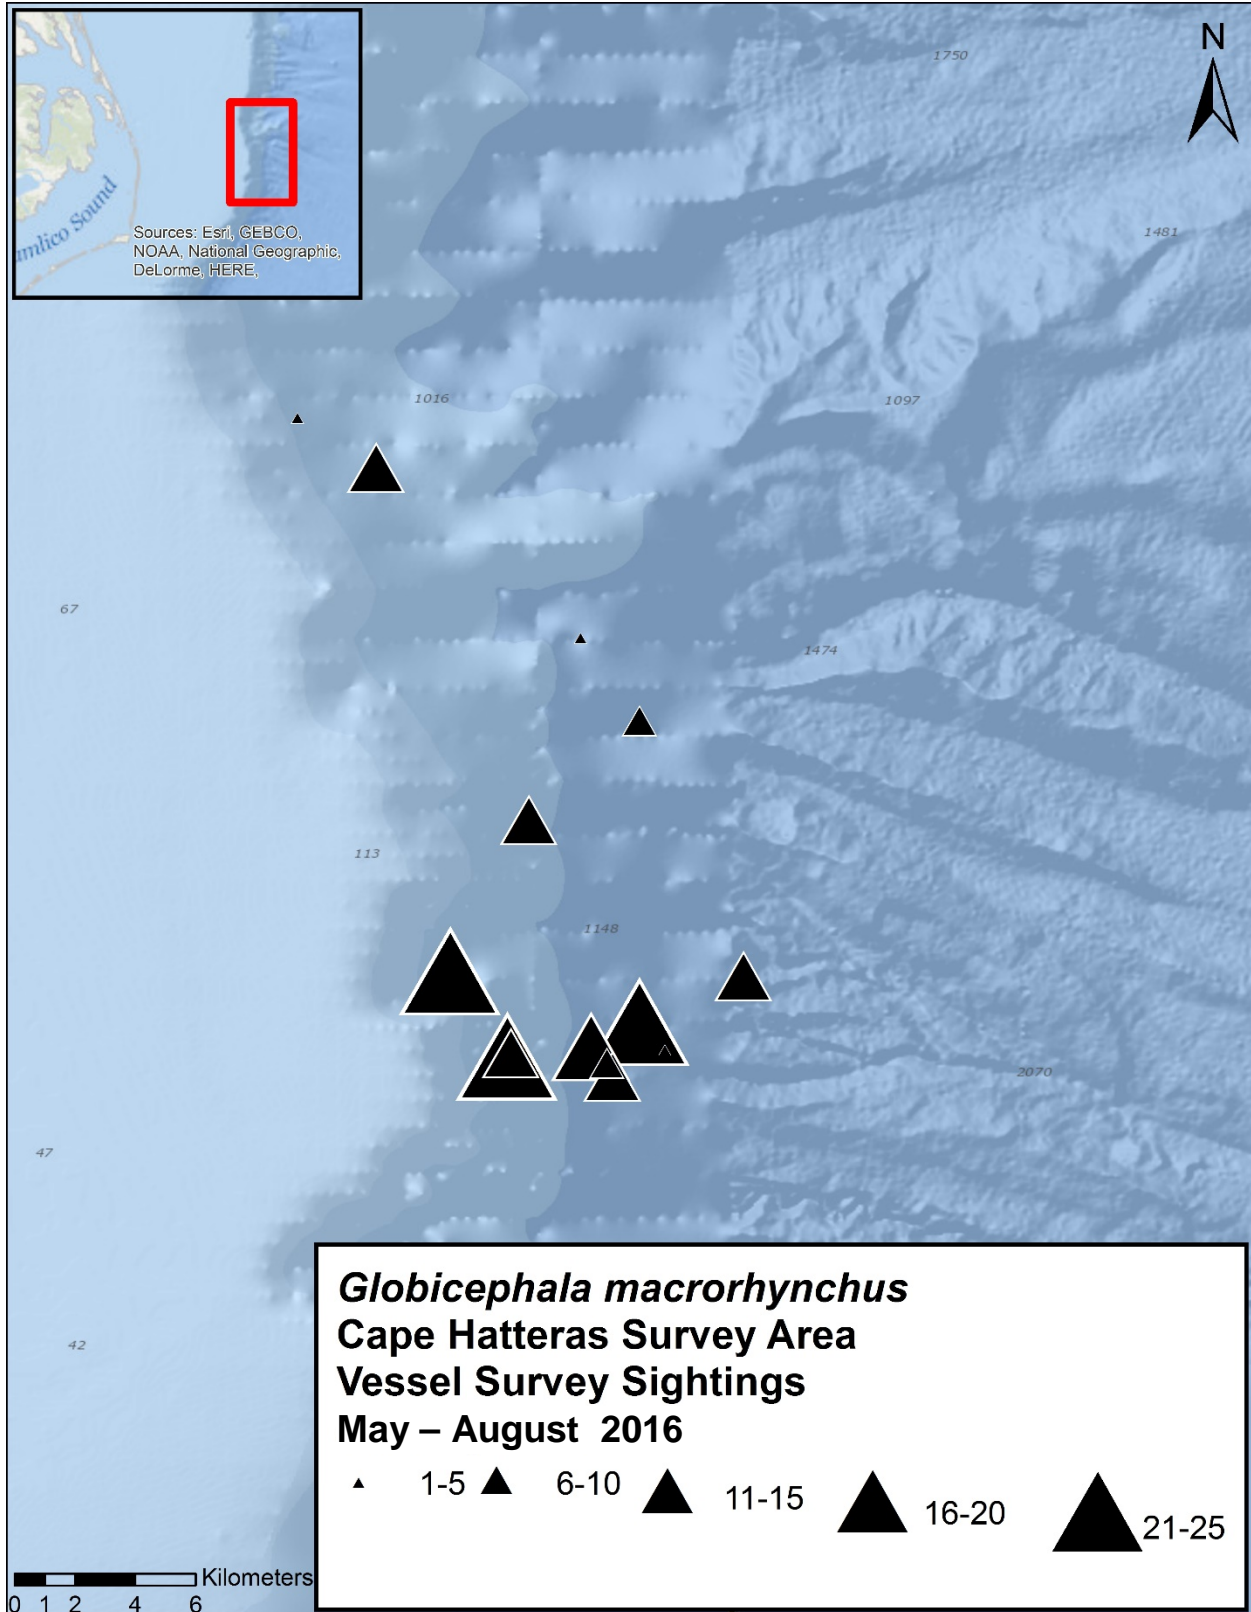 N
1750
1481
amlico Sound
Sources: Esri, GEBCO,
NOAA, National Geographic,
DeLorme, HERE,
1016
1097
67
1474
113
1148
2070
47
42
Globicephala macrorhynchus
Cape Hatteras Survey Area
Vessel Survey Sightings
May – August 2016
1-5 6-10 11-15 16-20 21-25
Kilometers
0 1 2 4 6